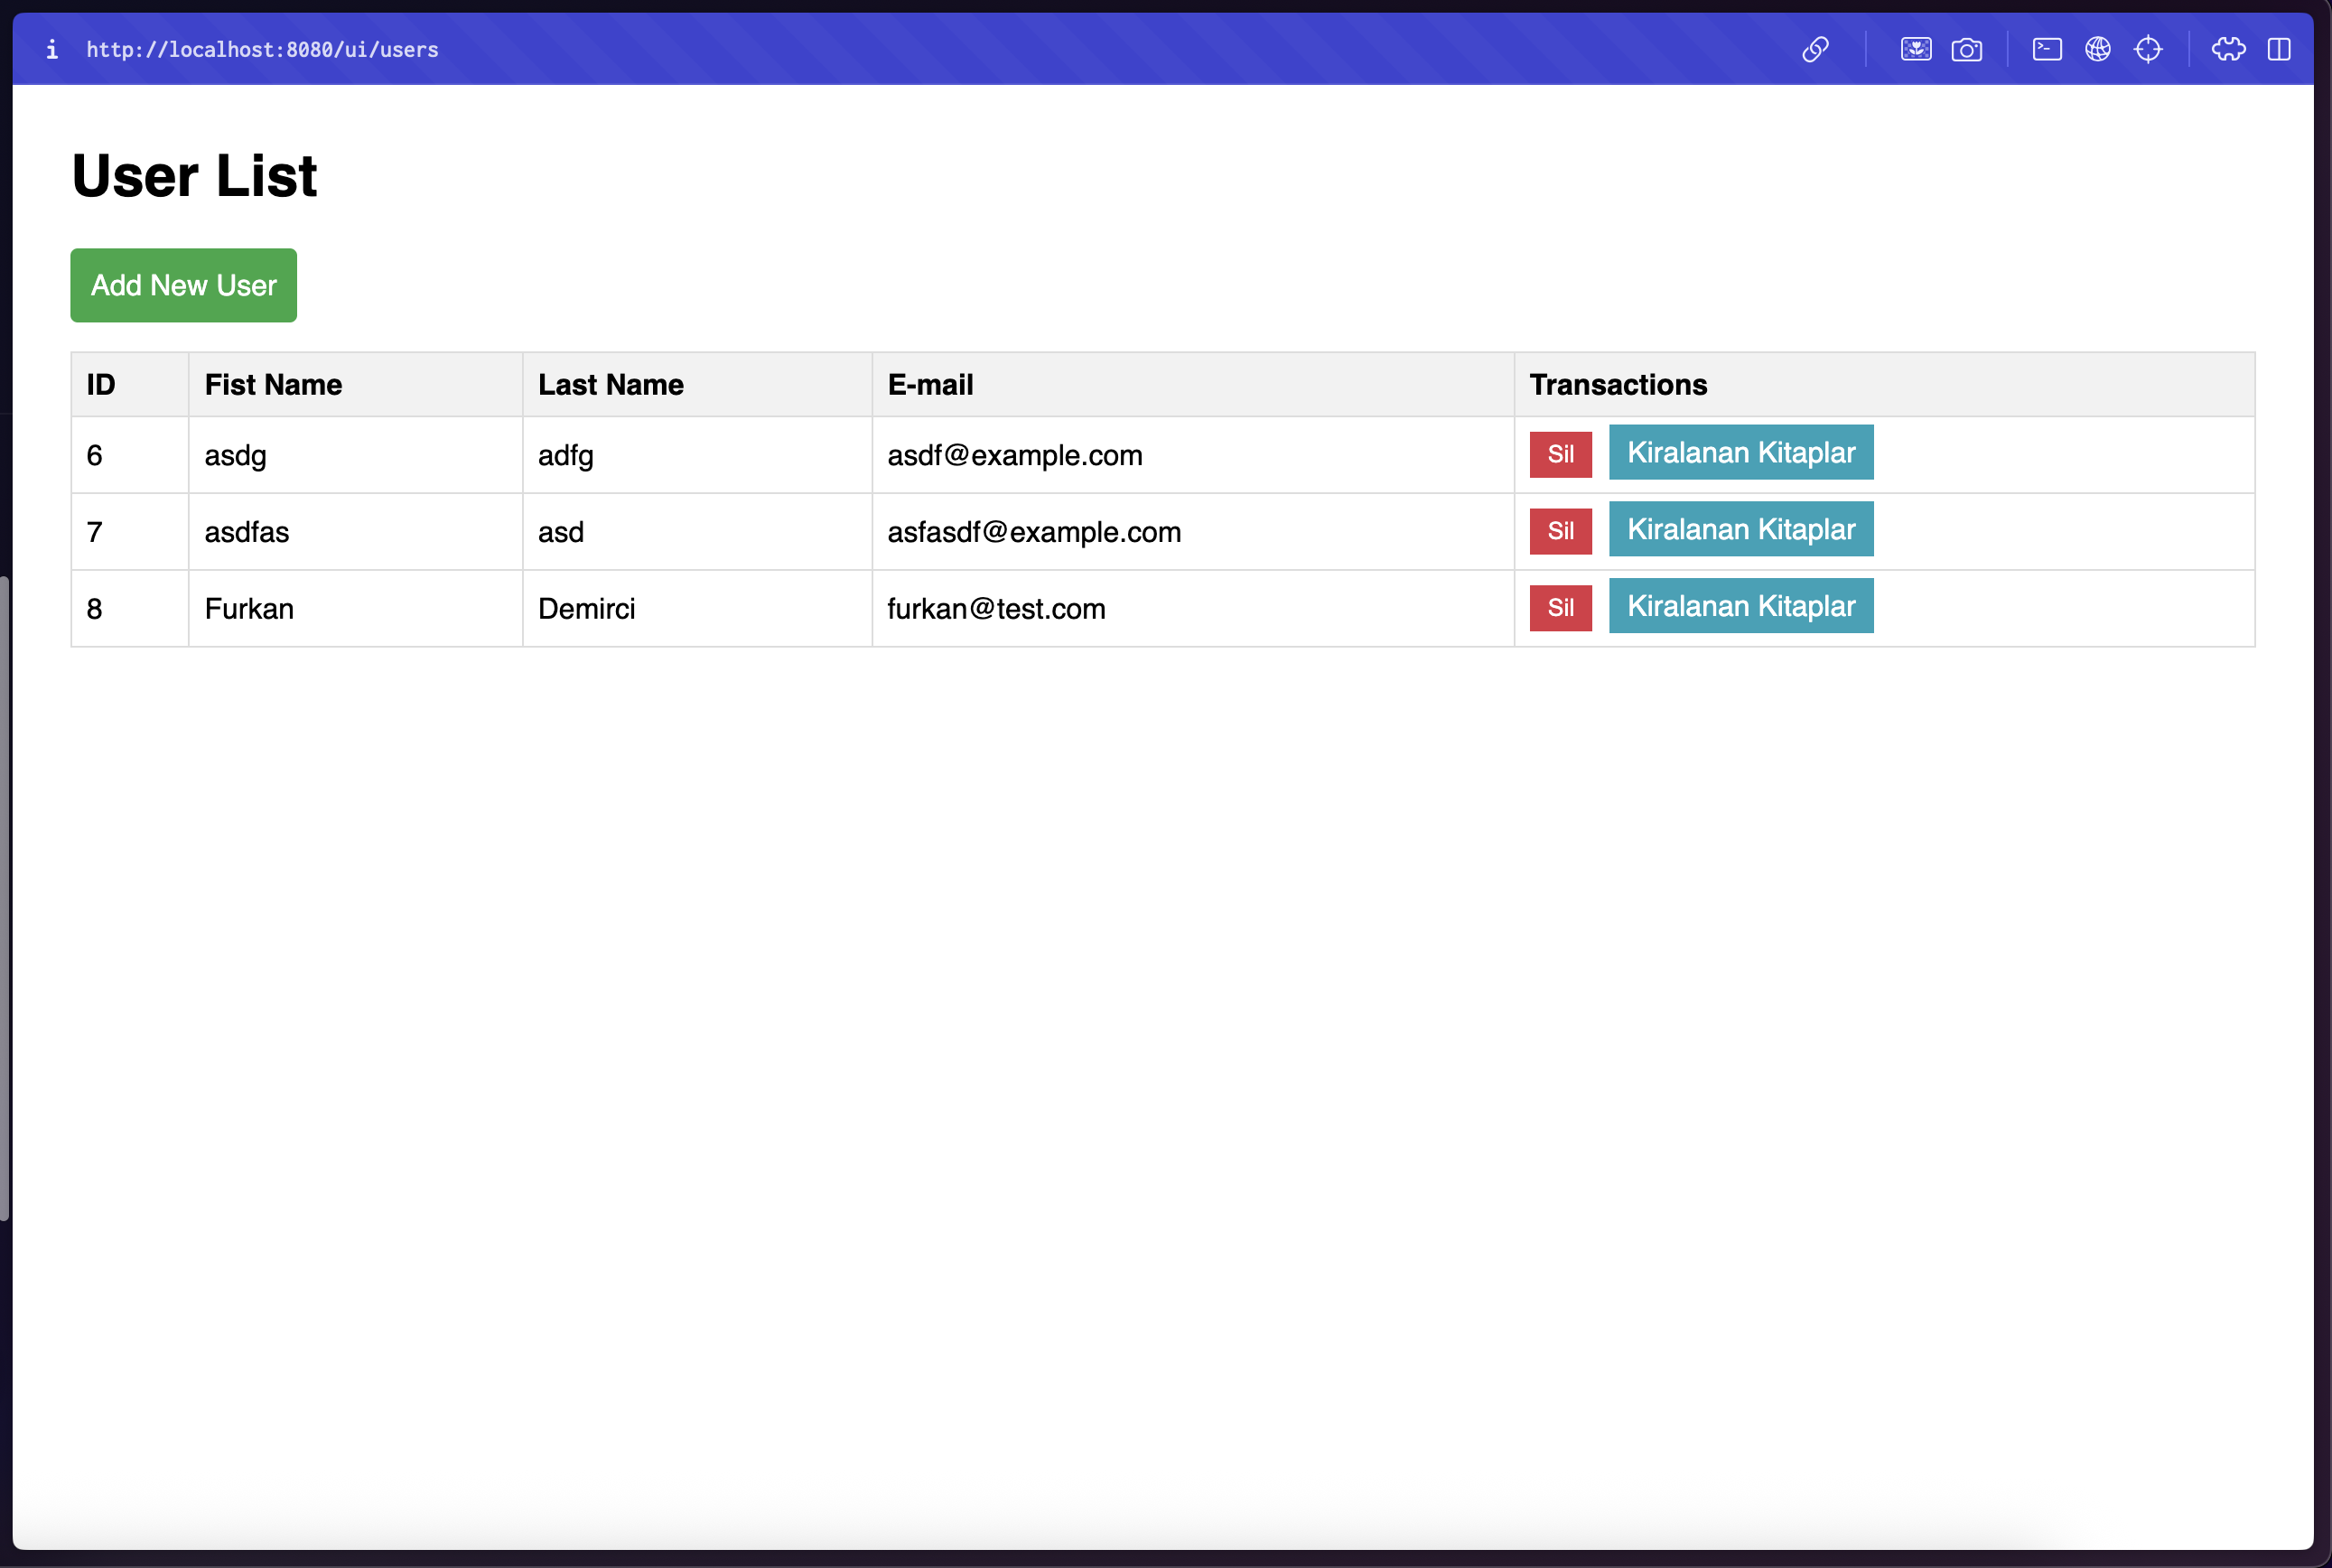 i http://localhost:8080/ui/users
User List
Add New User
ID Fist Name Last Name E-mail Transactions
6 asdg adfg asdf@example.com Sil Kiralanan Kitaplar
7 asdfas asd asfasdf@example.com Sil Kiralanan Kitaplar
8 Furkan Demirci furkan@test.com Sil Kiralanan Kitaplar